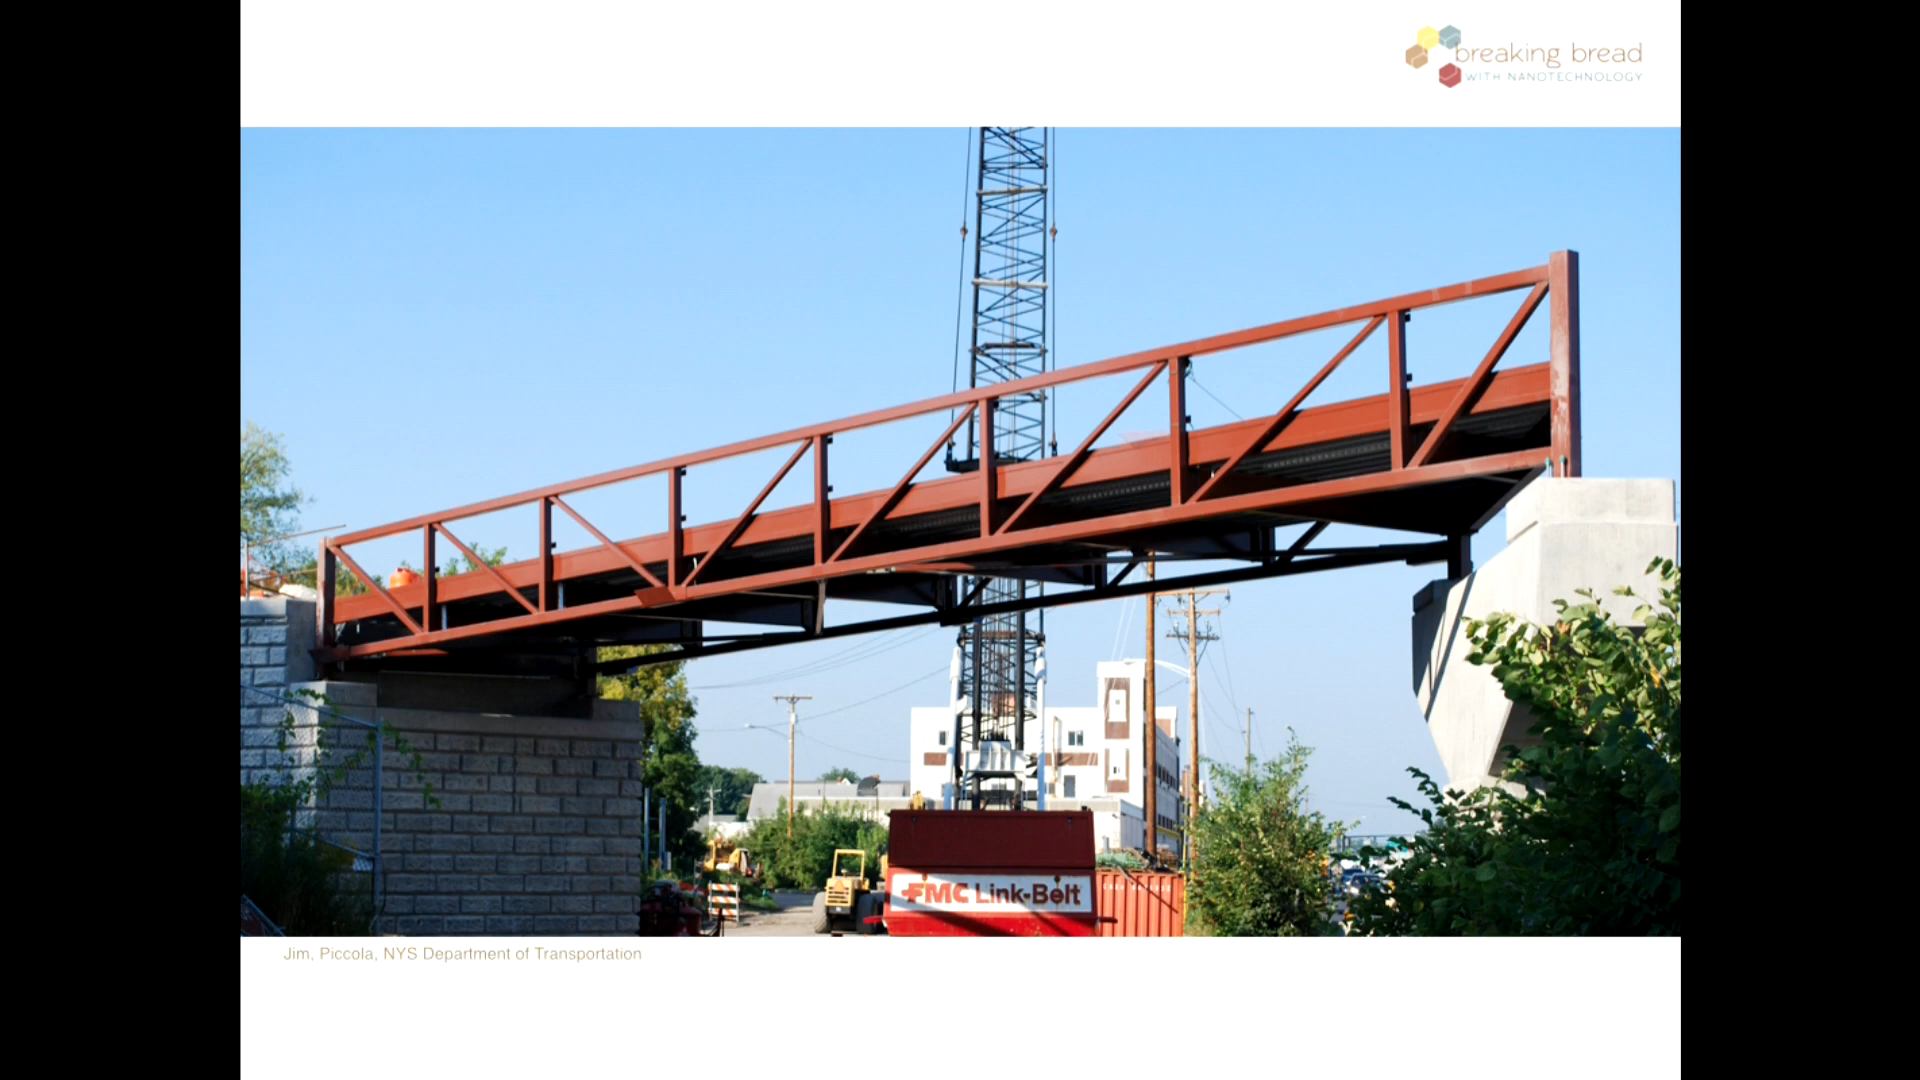 breaking bread
WITH NANOTECHNOLOGY
FMC Link-Belt
Jim, Piccola, NYS Department of Transportation